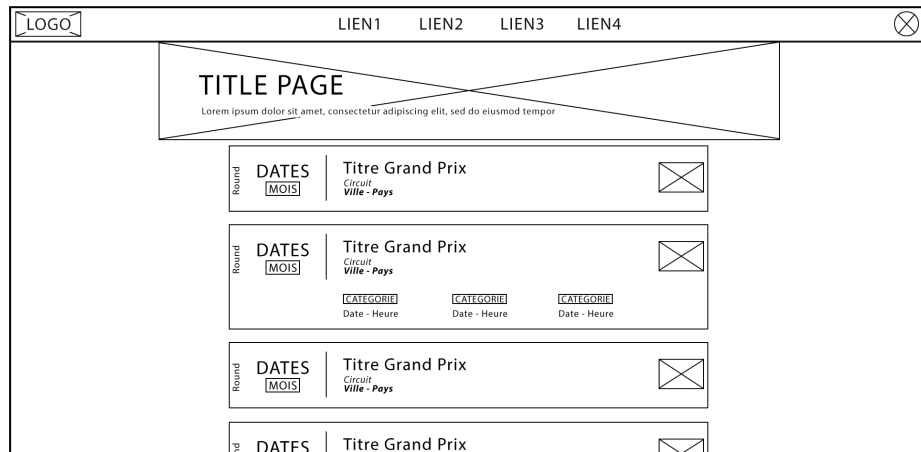 LOGO
LIEN1 LIEN2 LIEN3 LIEN4
TITLE PAGE
Lorem ipsum dolor sit amet, consectetur adipiscing elit, sed do eiusmod tempor
Round
DATES
MOIS
Titre Grand Prix
Circuit
Ville - Pays
Round
DATES
MOIS
Titre Grand Prix
Circuit
Ville - Pays
CATEGORIE CATEGORIE CATEGORIE
Date - Heure Date - Heure Date - Heure
Round
DATES
MOIS
Titre Grand Prix
Circuit
Ville - Pays
DATES
Titre Grand Prix